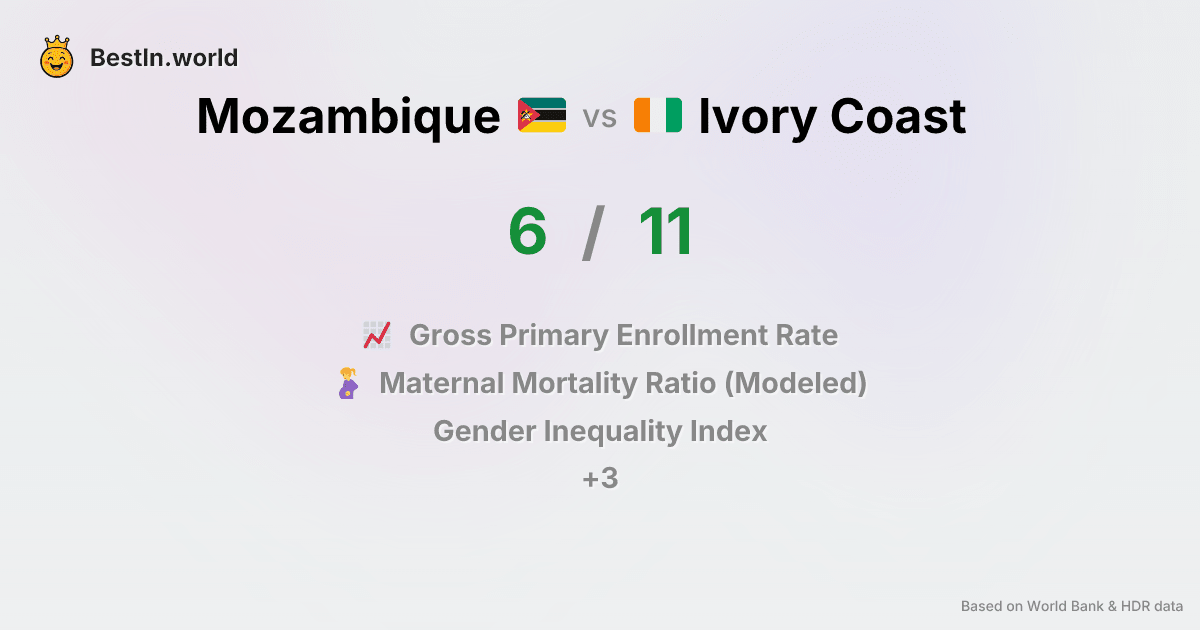 BestIn.world
Mozambique vs Ivory Coast
6 / 11
Gross Primary Enrollment Rate
Maternal Mortality Ratio (Modeled)
Gender Inequality Index
+3
Based on World Bank & HDR data